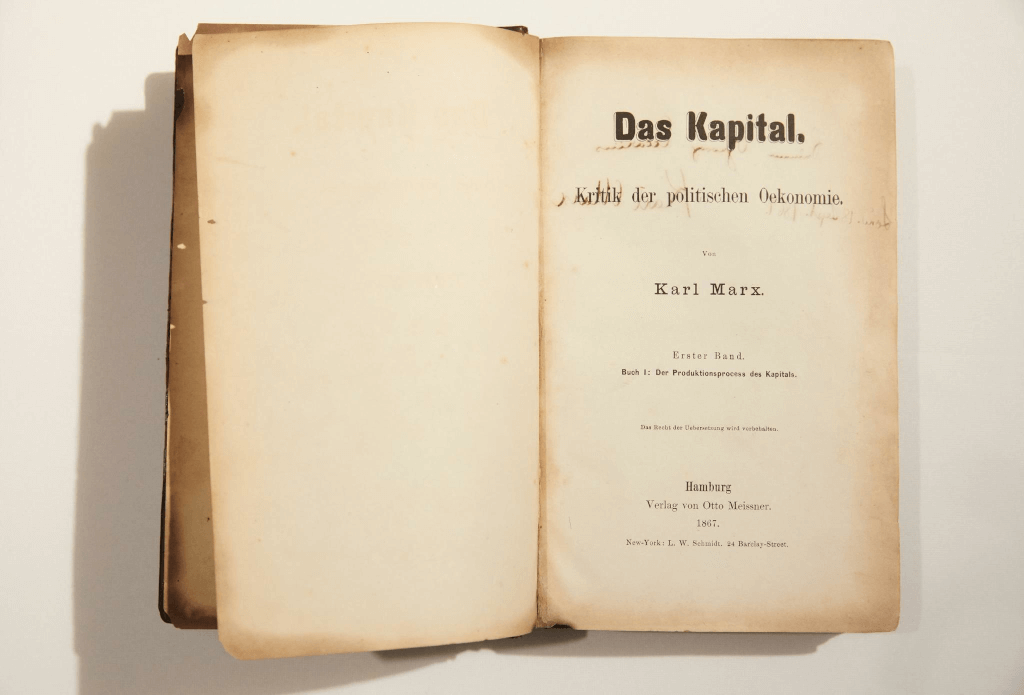 Das Kapital.
Kritik der politischen Oekonomie.
Von
Karl Marx.
Erster Band.
Buch I: Der Produktionsprocess des Kapitals.
Das Recht der Uebersetzung wird vorbehalten.
Hamburg
Verlag von Otto Meissner.
1867.
New-York: L. W. Schmidt. 24 Barclay-Street.